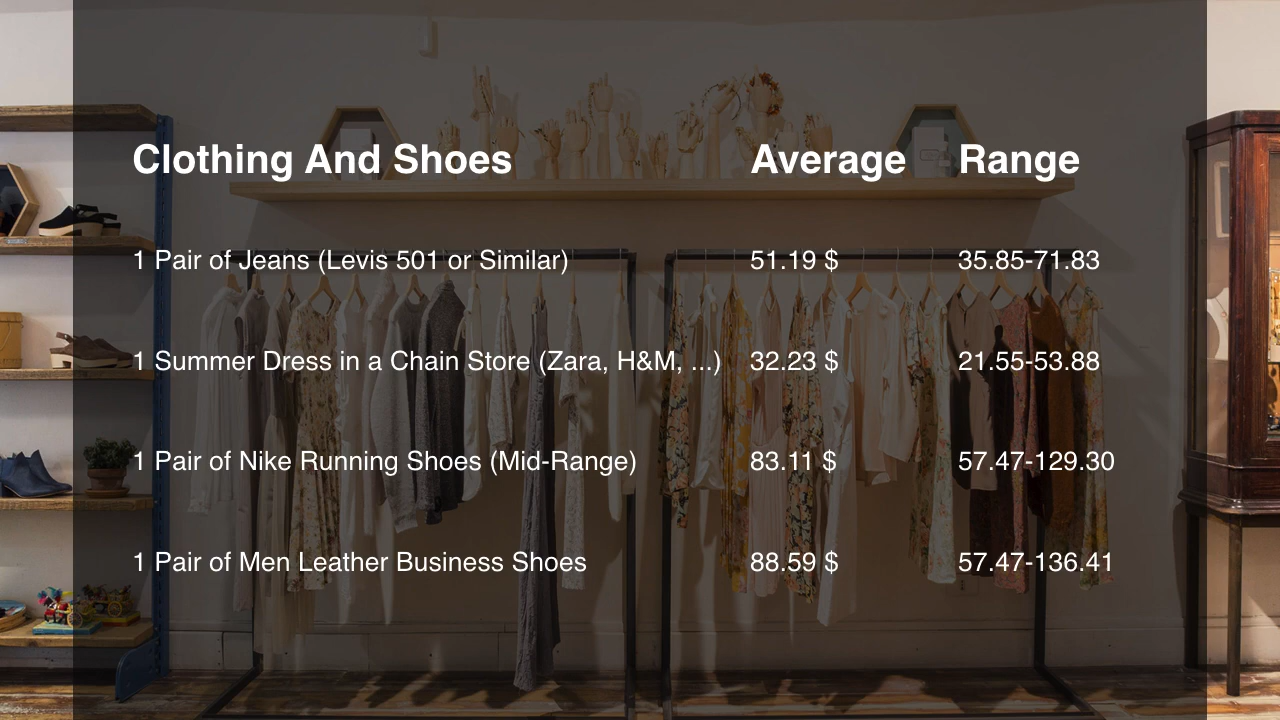 Clothing And Shoes Average Range
1 Pair of Jeans (Levis 501 or Similar) 51.19 $ 35.85-71.83
1 Summer Dress in a Chain Store (Zara, H&M, ...) 32.23 $ 21.55-53.88
1 Pair of Nike Running Shoes (Mid-Range) 83.11 $ 57.47-129.30
1 Pair of Men Leather Business Shoes 88.59 $ 57.47-136.41